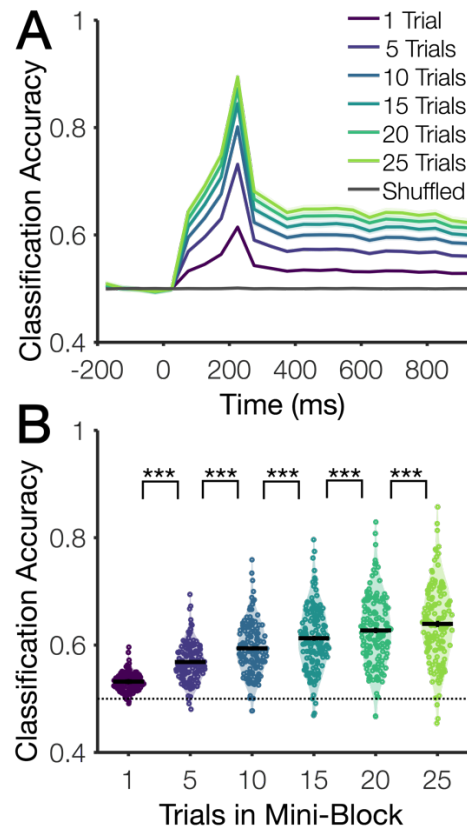 A
1 Trial
5 Trials
10 Trials
15 Trials
20 Trials
25 Trials
Shuffled
Classification Accuracy
1
0.8
0.6
0.4
-200 0 200 400 600 800
Time (ms)
B
Classification Accuracy
1
0.8
0.6
0.4
*** *** *** *** ***
1 5 10 15 20 25
Trials in Mini-Block